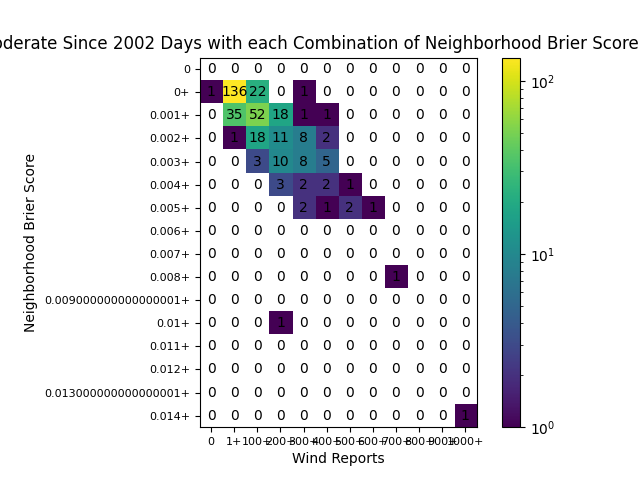 oderate Since 2002 Days with each Combination of Neighborhood Brier Score
0 0 0 0 0 0 0 0 0 0 0 0 0
0+ 1 136 22 0 1 0 0 0 0 0 0 0
0.001+ 0 35 52 18 1 1 0 0 0 0 0 0
0.002+ 0 1 18 11 8 2 0 0 0 0 0 0
0.003+ 0 0 3 10 8 5 0 0 0 0 0 0
0.004+ 0 0 0 3 2 2 1 0 0 0 0 0
0.005+ 0 0 0 0 2 1 2 1 0 0 0 0
0.006+ 0 0 0 0 0 0 0 0 0 0 0 0
0.007+ 0 0 0 0 0 0 0 0 0 0 0 0
0.008+ 0 0 0 0 0 0 0 0 1 0 0 0
0.009000000000000001+ 0 0 0 0 0 0 0 0 0 0 0 0
0.01+ 0 0 0 1 0 0 0 0 0 0 0 0
0.011+ 0 0 0 0 0 0 0 0 0 0 0 0
0.012+ 0 0 0 0 0 0 0 0 0 0 0 0
0.013000000000000001+ 0 0 0 0 0 0 0 0 0 0 0 0
0.014+ 0 0 0 0 0 0 0 0 0 0 0 1
0 1+ 100+ 200+ 300+ 400+ 500+ 600+ 700+ 800+ 900+ 1000+
Wind Reports
Neighborhood Brier Score
10²
10¹
10⁰